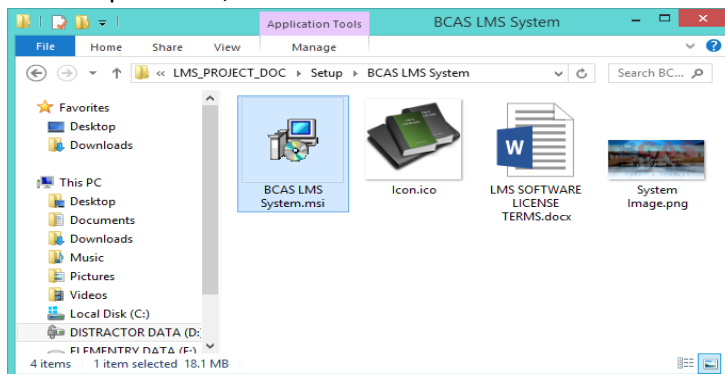 Application Tools
BCAS LMS System
File
Home
Share
View
Manage
« LMS_PROJECT_DOC
Setup
BCAS LMS System
Search BC...
Favorites
Desktop
Downloads
This PC
Desktop
Documents
Downloads
Music
Pictures
Videos
Local Disk (C:)
DISTRACTOR DATA (D:
ELEMENTRY DATA (E:)
BCAS LMS
System.msi
Icon.ico
LMS SOFTWARE
LICENSE
TERMS.docx
System
Image.png
W
4 items
1 item selected 18.1 MB